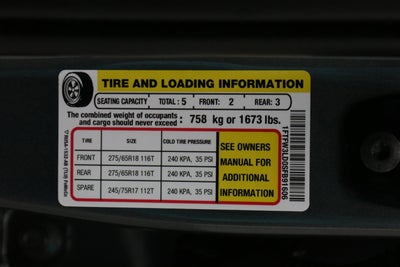 TIRE AND LOADING INFORMATION
SEATING CAPACITY TOTAL : 5 FRONT: 2 REAR: 3
The combined weight of occupants and cargo should never exceed : 758 kg or 1673 lbs.
TIRE SIZE COLD TIRE PRESSURE
FRONT 275/65R18 116T 240 KPA, 35 PSI
REAR 275/65R18 116T 240 KPA, 35 PSI
SPARE 245/75R17 112T 240 KPA, 35 PSI
SEE OWNERS
MANUAL FOR
ADDITIONAL
INFORMATION
1FTFW3LD0SFB91606